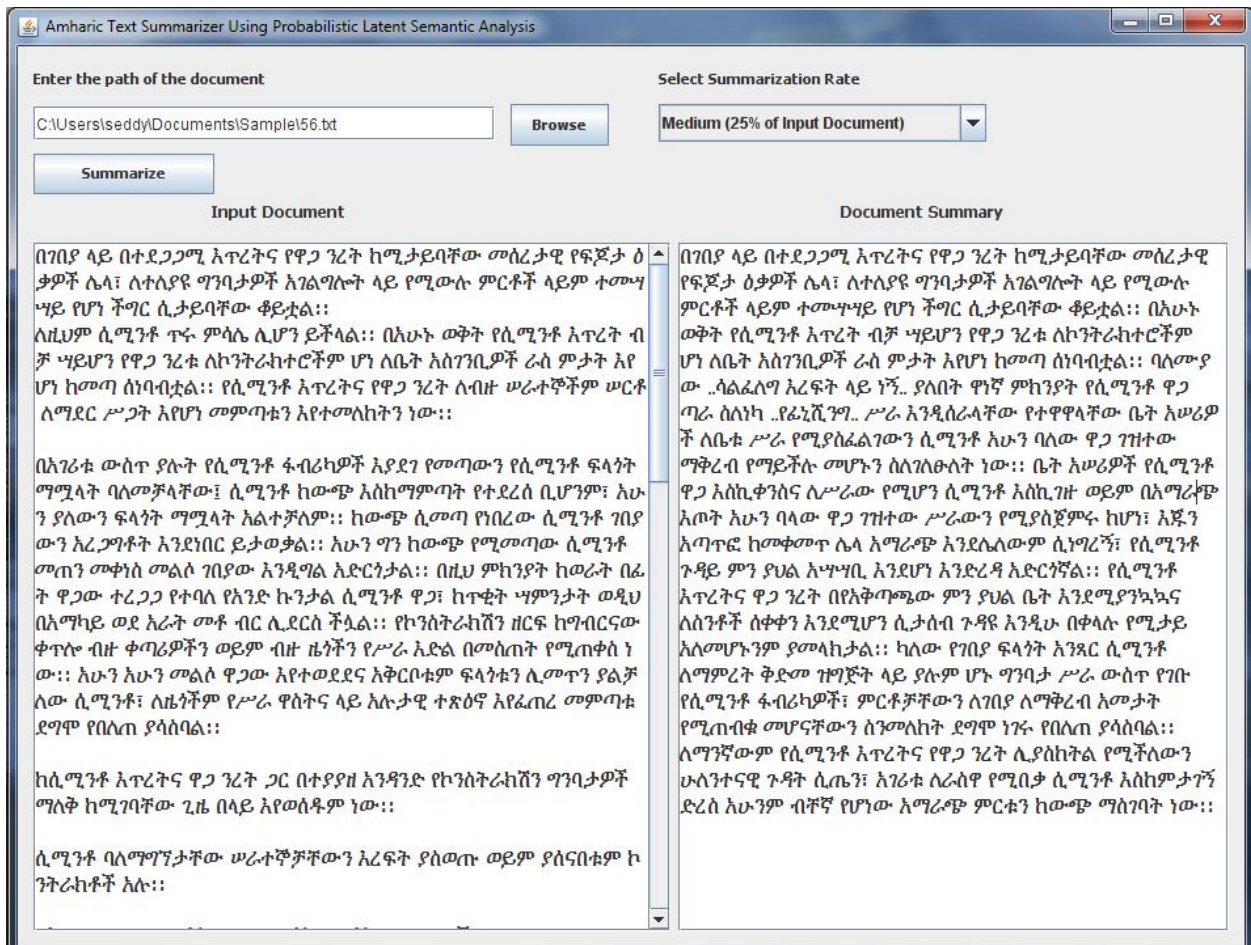 Amharic Text Summarizer Using Probabilistic Latent Semantic Analysis
Enter the path of the document
Select Summarization Rate
C:\Users\seddy\Documents\Sample\56.txt
Browse
Medium (25% of Input Document)
Summarize
Input Document
Document Summary
በገበያ ላይ በተደጋጋሚ እጥረትና የዋጋ ንረት ከሚታይባቸው መሰረታዊ የፍጆታ ዕ
ቃዎች ሌላ፣ ለተለያዩ ግንባታዎች አገልግሎት ላይ የሚውሉ ምርቶች ላይም ተመሣ
ሣይ የሆነ ችግር ሲታይባቸው ቆይቷል፡፡
ለዚህም ሲሚንቶ ጥሩ ምሳሌ ሊሆን ይችላል፡፡ በአሁኑ ወቅት የሲሚንቶ እጥረት ብ
ቻ ሣይሆን የዋጋ ንረቱ ለኮንትራክተሮችም ሆነ ለቤት አስገንቢዎች ራስ ምታት እየ
ሆነ ከመጣ ሰነባብቷል፡፡ የሲሚንቶ እጥረትና የዋጋ ንረት ለብዙ ሠራተኞችም ሠርቶ
ለማደር ሥጋት እየሆነ መምጣቱን እየተመለከትን ነው፡፡
በአገሪቱ ውስጥ ያሉት የሲሚንቶ ፋብሪካዎች እያደገ የመጣውን የሲሚንቶ ፍላጎት
ማሟላት ባለመቻላቸው፤ ሲሚንቶ ከውጭ እስከማምጣት የተደረሰ ቢሆንም፣ አሁ
ን ያለውን ፍላጎት ማሟላት አልተቻለም፡፡ ከውጭ ሲመጣ የነበረው ሲሚንቶ ገበያ
ውን አረጋግቶት እንደነበር ይታወቃል፡፡ አሁን ግን ከውጭ የሚመጣው ሲሚንቶ
መጠን መቀነስ መልሶ ገበያው እንዲግል አድርጎታል፡፡ በዚህ ምክንያት ከወራት በፊ
ት ዋጋው ተረጋጋ የተባለ የአንድ ኩንታል ሲሚንቶ ዋጋ፣ ከጥቂት ሣምንታት ወዲህ
በአማካይ ወደ አራት መቶ ብር ሊደርስ ችሏል፡፡ የኮንስትራክሽን ዘርፍ ከግብርናው
ቀጥሎ ብዙ ቀጣሪዎችን ወይም ብዙ ዜጎችን የሥራ እድል በመስጠት የሚጠቀስ ነ
ው፡፡ አሁን አሁን መልሶ ዋጋው እየተወደደና አቅርቦቱም ፍላጎቱን ሊመጥን ያልቻ
ለው ሲሚንቶ፣ ለዜጎችም የሥራ ዋስትና ላይ አሉታዊ ተጽዕኖ እየፈጠረ መምጣቱ
ደግሞ የበለጠ ያሳስባል፡፡
ከሲሚንቶ እጥረትና ዋጋ ንረት ጋር በተያያዘ አንዳንድ የኮንስትራክሽን ግንባታዎች
ማለቅ ከሚገባቸው ጊዜ በላይ እየወሰዱም ነው፡፡
ሲሚንቶ ባለማግኘታቸው ሠራተኞቻቸውን እረፍት ያስወጡ ወይም ያሰናበቱም ኮ
ንትራክቶች አሉ፡፡
በገበያ ላይ በተደጋጋሚ እጥረትና የዋጋ ንረት ከሚታይባቸው መሰረታዊ
የፍጆታ ዕቃዎች ሌላ፣ ለተለያዩ ግንባታዎች አገልግሎት ላይ የሚውሉ
ምርቶች ላይም ተመሣሣይ የሆነ ችግር ሲታይባቸው ቆይቷል፡፡ በአሁኑ
ወቅት የሲሚንቶ እጥረት ብቻ ሣይሆን የዋጋ ንረቱ ለኮንትራክተሮችም
ሆነ ለቤት አስገንቢዎች ራስ ምታት እየሆነ ከመጣ ሰነባብቷል፡፡ ባለሙያ
ው ..ሳልፈልግ እረፍት ላይ ነኝ.. ያለበት ዋነኛ ምክንያት የሲሚንቶ ዋጋ
ጣራ ስለነካ ..የፊኒሺንግ.. ሥራ እንዲሰራላቸው የተዋዋላቸው ቤት አሠሪዎ
ች ለቤቱ ሥራ የሚያስፈልገውን ሲሚንቶ አሁን ባለው ዋጋ ገዝተው
ማቅረብ የማይችሉ መሆኑን ስለገለፁለት ነው፡፡ ቤት አሠሪዎች የሲሚንቶ
ዋጋ እስኪቀንስና ለሥራው የሚሆን ሲሚንቶ እስኪገዙ ወይም በአማራጭ
እጦት አሁን ባላው ዋጋ ገዝተው ሥራውን የሚያስጀምሩ ከሆነ፣ እጁን
አጣጥፎ ከመቀመጥ ሌላ አማራጭ እንደሌለውም ሲነግረኝ፣ የሲሚንቶ
ጉዳይ ምን ያህል አሣሣቢ እንደሆነ እንድረዳ አድርጎኛል፡፡ የሲሚንቶ
እጥረትና ዋጋ ንረት በየአቅጣጫው ምን ያህል ቤት እንደሚያንኳኳና
ለስንቶች ሰቀቀን እንደሚሆን ሲታሰብ ጉዳዩ እንዲሁ በቀላሉ የሚታይ
አለመሆኑንም ያመላክታል፡፡ ካለው የገበያ ፍላጎት አንጻር ሲሚንቶ
ለማምረት ቅድመ ዝግጅት ላይ ያሉም ሆኑ ግንባታ ሥራ ውስጥ የገቡ
የሲሚንቶ ፋብሪካዎች፣ ምርቶቻቸውን ለገበያ ለማቅረብ አመታት
የሚጠብቁ መሆናቸውን ስንመለከት ደግሞ ነገሩ የበለጠ ያሳስባል፡፡
ለማንኛውም የሲሚንቶ እጥረትና የዋጋ ንረት ሊያስከትል የሚችለውን
ሁለንተናዊ ጉዳት ሲጤን፣ አገሪቱ ለራስዋ የሚበቃ ሲሚንቶ እስከምታገኝ
ድረስ አሁንም ብቸኛ የሆነው አማራጭ ምርቱን ከውጭ ማስገባት ነው፡፡